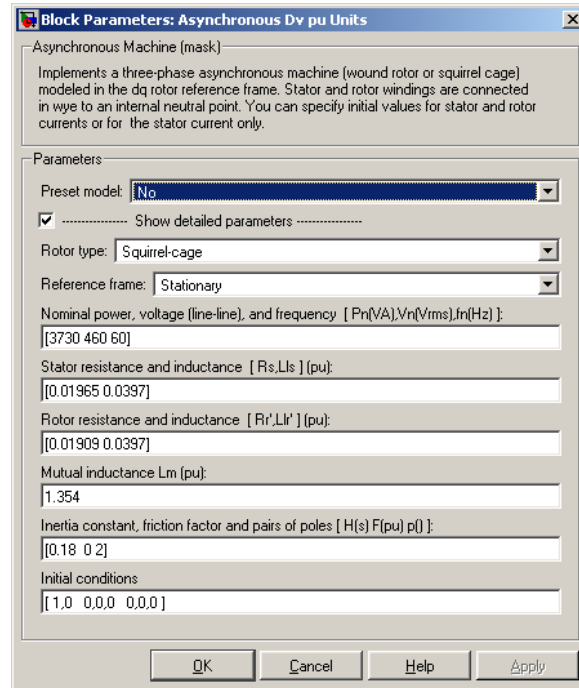 Block Parameters: Asynchronous Dv pu Units
Asynchronous Machine (mask)
Implements a three-phase asynchronous machine (wound rotor or squirrel cage)
modeled in the dq rotor reference frame. Stator and rotor windings are connected
in wye to an internal neutral point. You can specify initial values for stator and rotor
currents or for the stator current only.
Parameters
Preset model: No
---------------- Show detailed parameters ----------------
Rotor type: Squirrel-cage
Reference frame: Stationary
Nominal power, voltage (line-line), and frequency [ Pn(VA),Vn(Vrms),fn(Hz) ]:
[3730 460 60]
Stator resistance and inductance [ Rs,Lls ] (pu):
[0.01965 0.0397]
Rotor resistance and inductance [ Rr',Llr' ] (pu):
[0.01909 0.0397]
Mutual inductance Lm (pu):
1.354
Inertia constant, friction factor and pairs of poles [ H(s) F(pu) p() ]:
[0.18 0 2]
Initial conditions
[ 1,0 0,0,0 0,0,0 ]
OK Cancel Help Apply